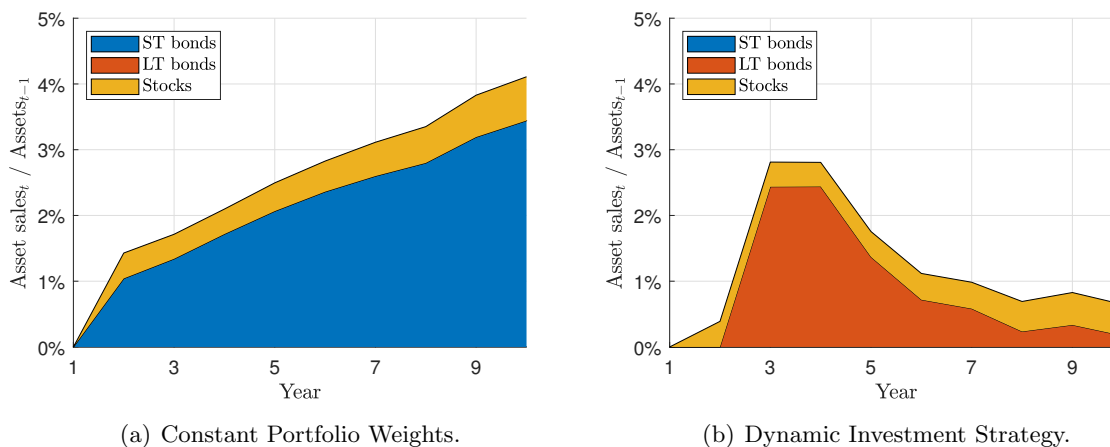 5%
4%
3%
2%
1%
0%
Asset sales_t / Assets_{t−1}
ST bonds
LT bonds
Stocks
1 3 5 7 9
Year
(a) Constant Portfolio Weights.
5%
4%
3%
2%
1%
0%
Asset sales_t / Assets_{t−1}
ST bonds
LT bonds
Stocks
1 3 5 7 9
Year
(b) Dynamic Investment Strategy.